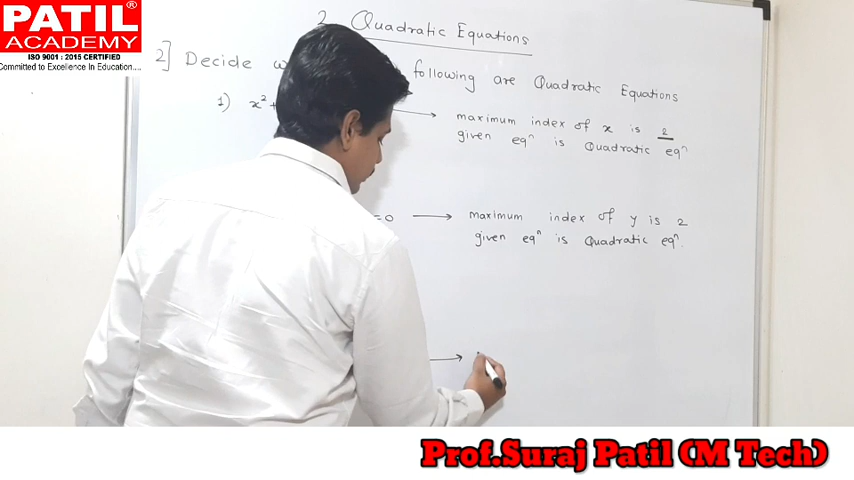 PATIL®
ACADEMY
ISO 9001 : 2015 CERTIFIED
Committed to Excellence In Education....
2 Quadratic Equations
2] Decide following are Quadratic Equations
1) x² + → maximum index of x is 2
given eqⁿ is Quadratic eqⁿ
=0 → maximum index of y is 2
given eqⁿ is Quadratic eqⁿ.
→
Prof.Suraj Patil (M Tech)